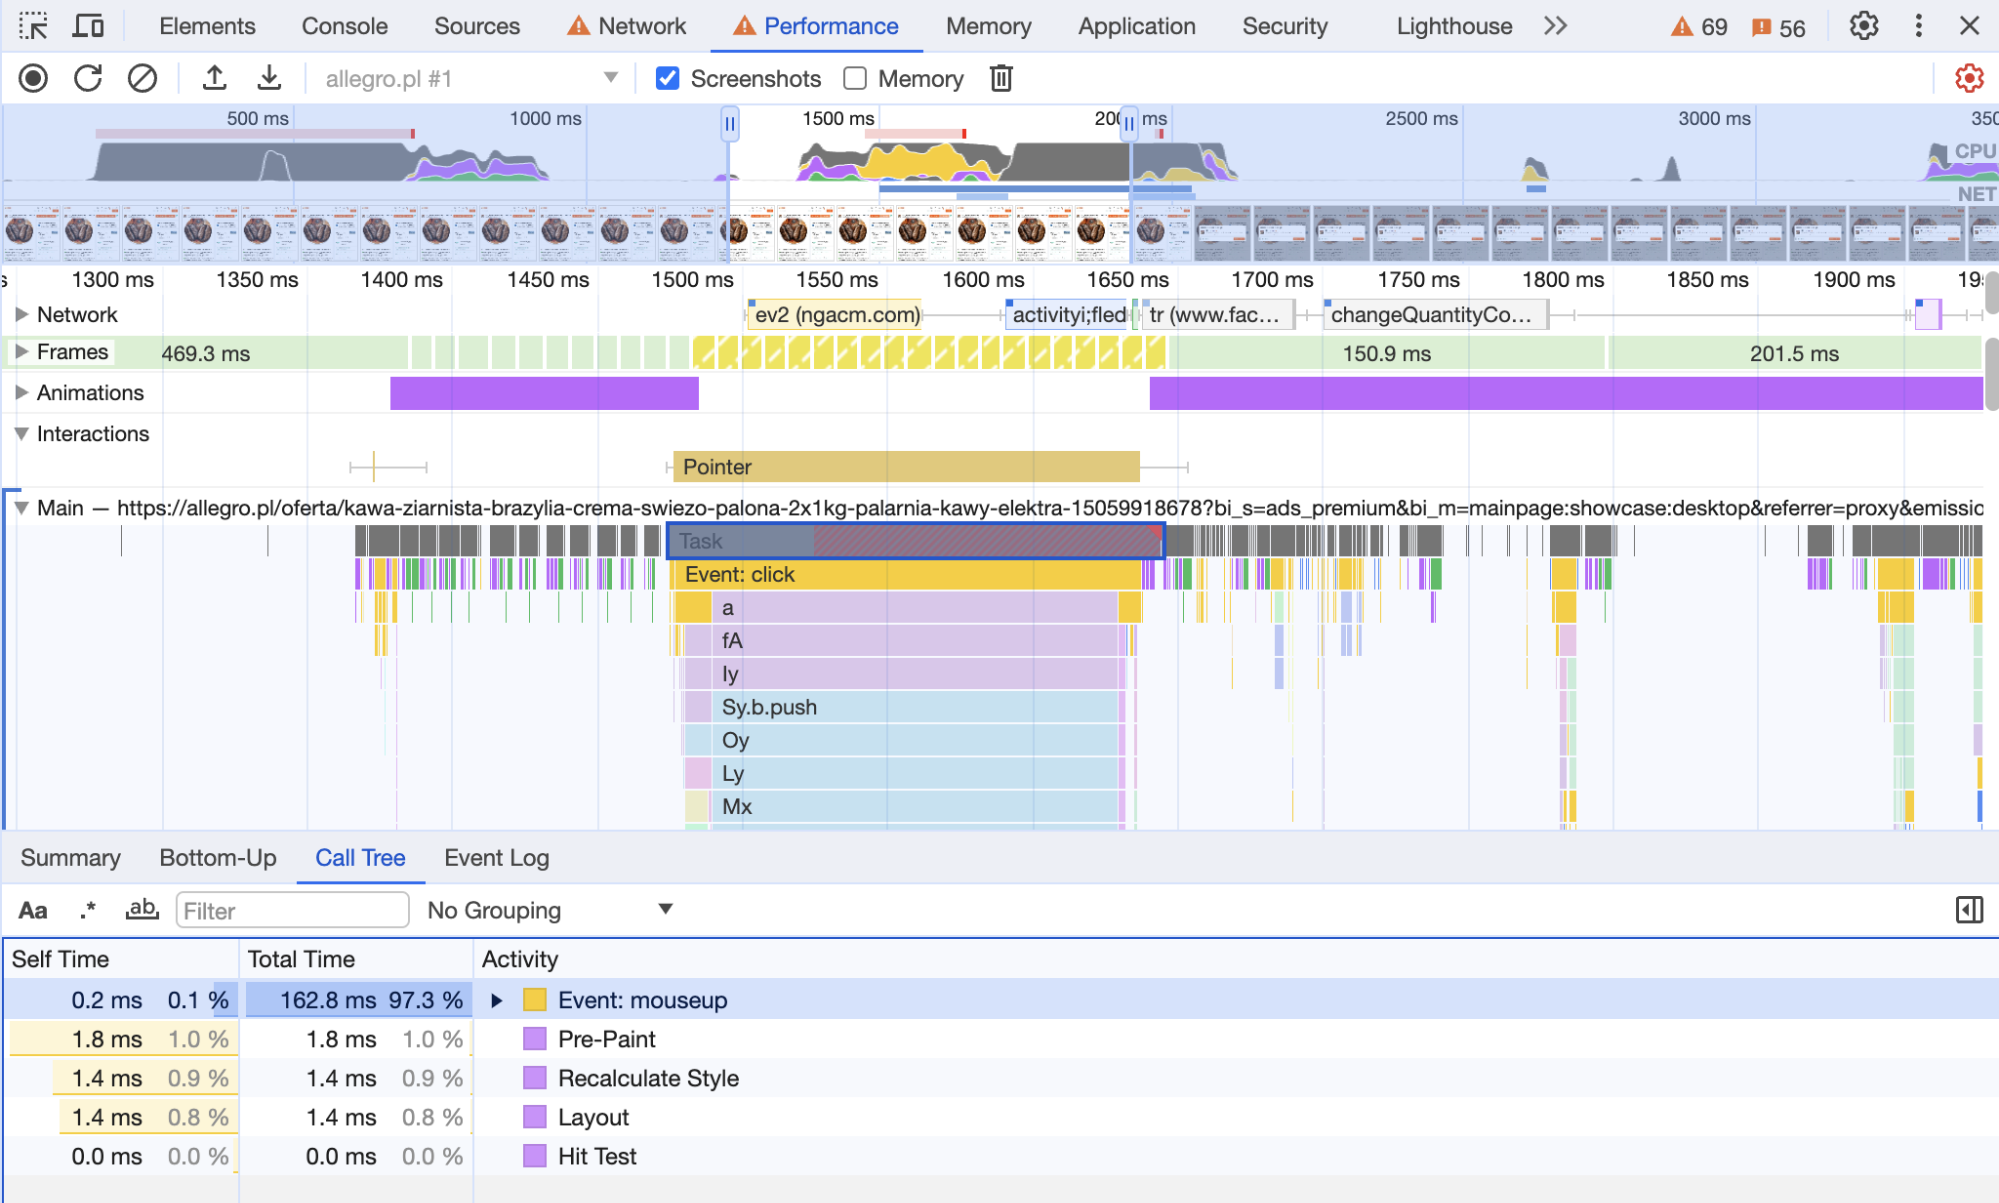 Elements Console Sources Network Performance Memory Application Security Lighthouse 69 56
allegro.pl #1 Screenshots Memory
500 ms 1000 ms 1500 ms 200 ms 2500 ms 3000 ms 350
CPU
NET
s 1300 ms 1350 ms 1400 ms 1450 ms 1500 ms 1550 ms 1600 ms 1650 ms 1700 ms 1750 ms 1800 ms 1850 ms 1900 ms 19
Network ev2 (ngacm.com) activityi;fled tr (www.fac... changeQuantityCo...
Frames 469.3 ms 150.9 ms 201.5 ms
Animations
Interactions
Pointer
Main — https://allegro.pl/oferta/kawa-ziarnista-brazylia-crema-swiezo-palona-2x1kg-palarnia-kawy-elektra-15059918678?bi_s=ads_premium&bi_m=mainpage:showcase:desktop&referrer=proxy&emissio
Task
Event: click
a
fA
ly
Sy.b.push
Oy
Ly
Mx
Summary Bottom-Up Call Tree Event Log
Aa .* ab Filter No Grouping
Self Time Total Time Activity
0.2 ms 0.1 % 162.8 ms 97.3 % Event: mouseup
1.8 ms 1.0 % 1.8 ms 1.0 % Pre-Paint
1.4 ms 0.9 % 1.4 ms 0.9 % Recalculate Style
1.4 ms 0.8 % 1.4 ms 0.8 % Layout
0.0 ms 0.0 % 0.0 ms 0.0 % Hit Test